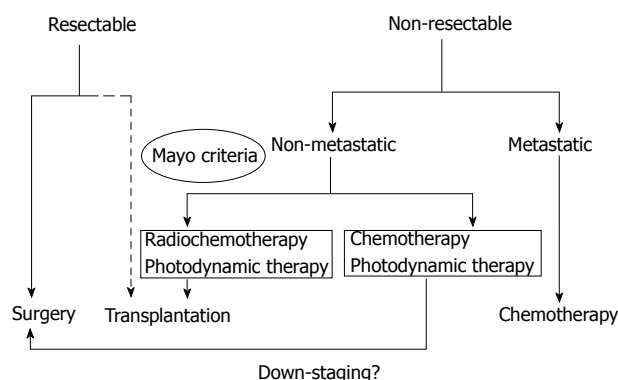 Resectable
Non-resectable
Mayo criteria
Non-metastatic
Metastatic
Radiochemotherapy
Photodynamic therapy
Chemotherapy
Photodynamic therapy
Surgery
Transplantation
Chemotherapy
Down-staging?